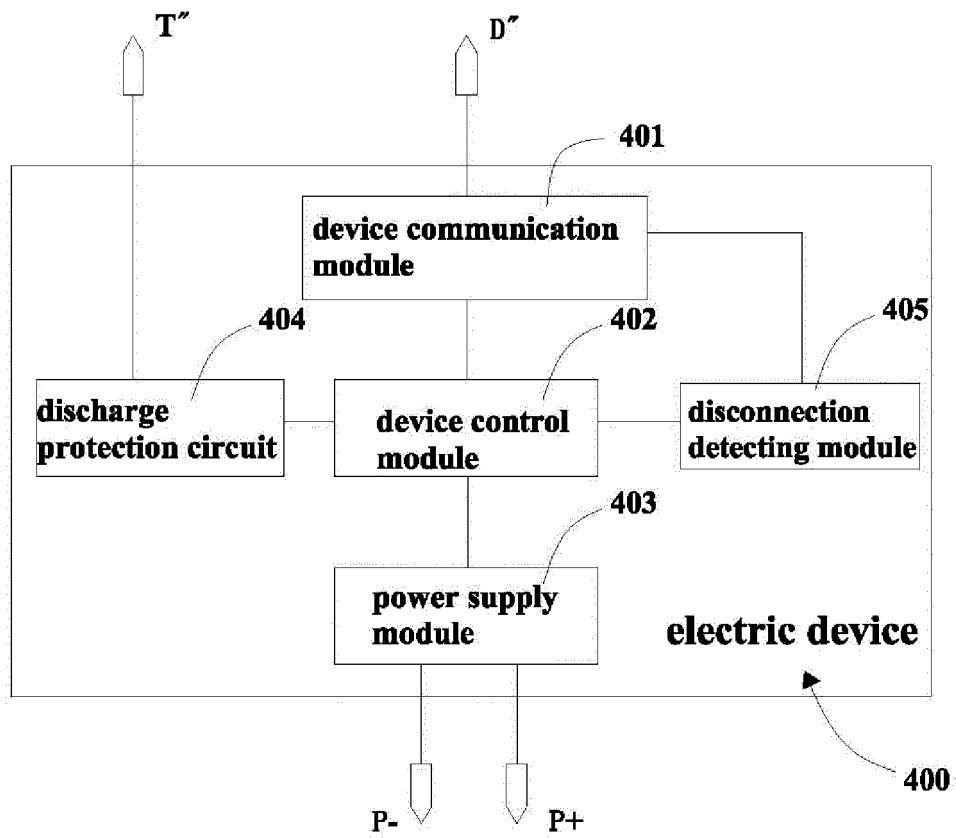 T″
D″
401
device communication
module
404
402
405
discharge
protection circuit
device control
module
disconnection
detecting module
403
power supply
module
electric device
400
P-
P+